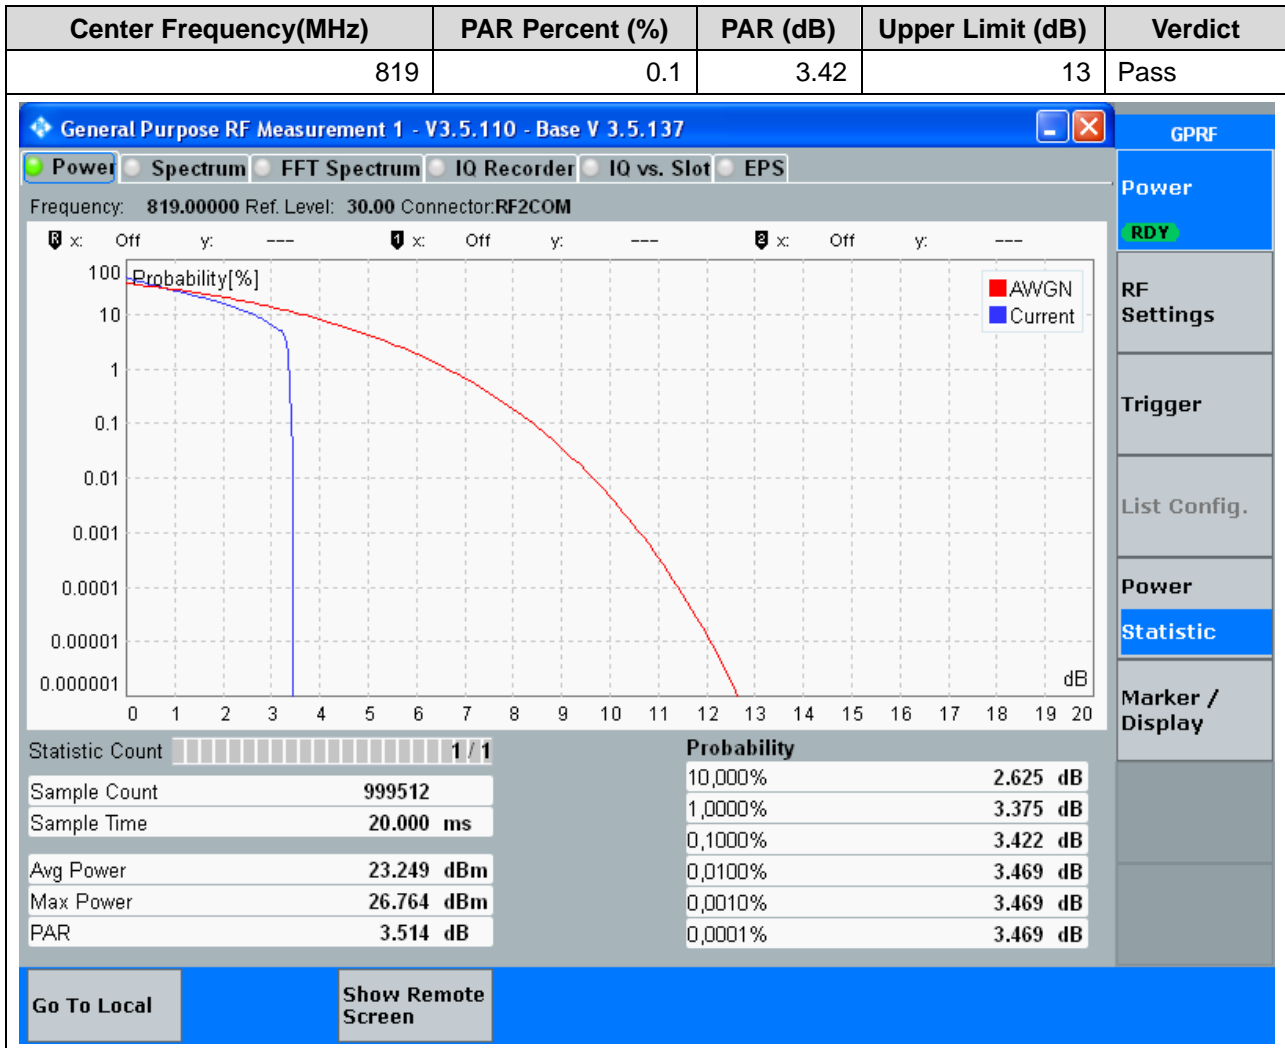 Center Frequency(MHz) PAR Percent (%) PAR (dB) Upper Limit (dB) Verdict
819 0.1 3.42 13 Pass
General Purpose RF Measurement 1 - V3.5.110 - Base V 3.5.137
GPRF
Power Spectrum FFT Spectrum IQ Recorder IQ vs. Slot EPS
Power
RDY
Frequency: 819.00000 Ref. Level: 30.00 Connector:RF2COM
R x: Off y: --- 1 x: Off y: --- 2 x: Off y: ---
Probability[%]
AWGN
Current
100
10
1
0.1
0.01
0.001
0.0001
0.00001
0.000001
dB
0 1 2 3 4 5 6 7 8 9 10 11 12 13 14 15 16 17 18 19 20
RF
Settings
Trigger
List Config.
Power
Statistic
Marker /
Display
Statistic Count 1 / 1
Sample Count 999512
Sample Time 20.000 ms
Avg Power 23.249 dBm
Max Power 26.764 dBm
PAR 3.514 dB
Probability
10,000% 2.625 dB
1,0000% 3.375 dB
0,1000% 3.422 dB
0,0100% 3.469 dB
0,0010% 3.469 dB
0,0001% 3.469 dB
Go To Local
Show Remote
Screen